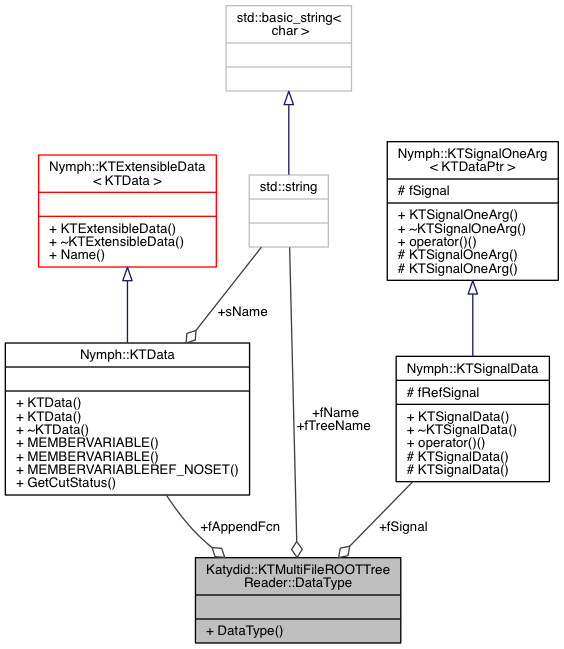 std::basic_string<
char >
Nymph::KTExtensibleData
< KTData >
+ KTExtensibleData()
+ ~KTExtensibleData()
+ Name()
std::string
Nymph::KTSignalOneArg
< KTDataPtr >
# fSignal
+ KTSignalOneArg()
+ ~KTSignalOneArg()
+ operator()()
# KTSignalOneArg()
# KTSignalOneArg()
+sName
Nymph::KTData
+ KTData()
+ KTData()
+ ~KTData()
+ MEMBERVARIABLE()
+ MEMBERVARIABLE()
+ MEMBERVARIABLEREF_NOSET()
+ GetCutStatus()
+fName
+fTreeName
Nymph::KTSignalData
# fRefSignal
+ KTSignalData()
+ ~KTSignalData()
+ operator()()
# KTSignalData()
# KTSignalData()
+fAppendFcn
+fSignal
Katydid::KTMultiFileROOTTree
Reader::DataType
+ DataType()